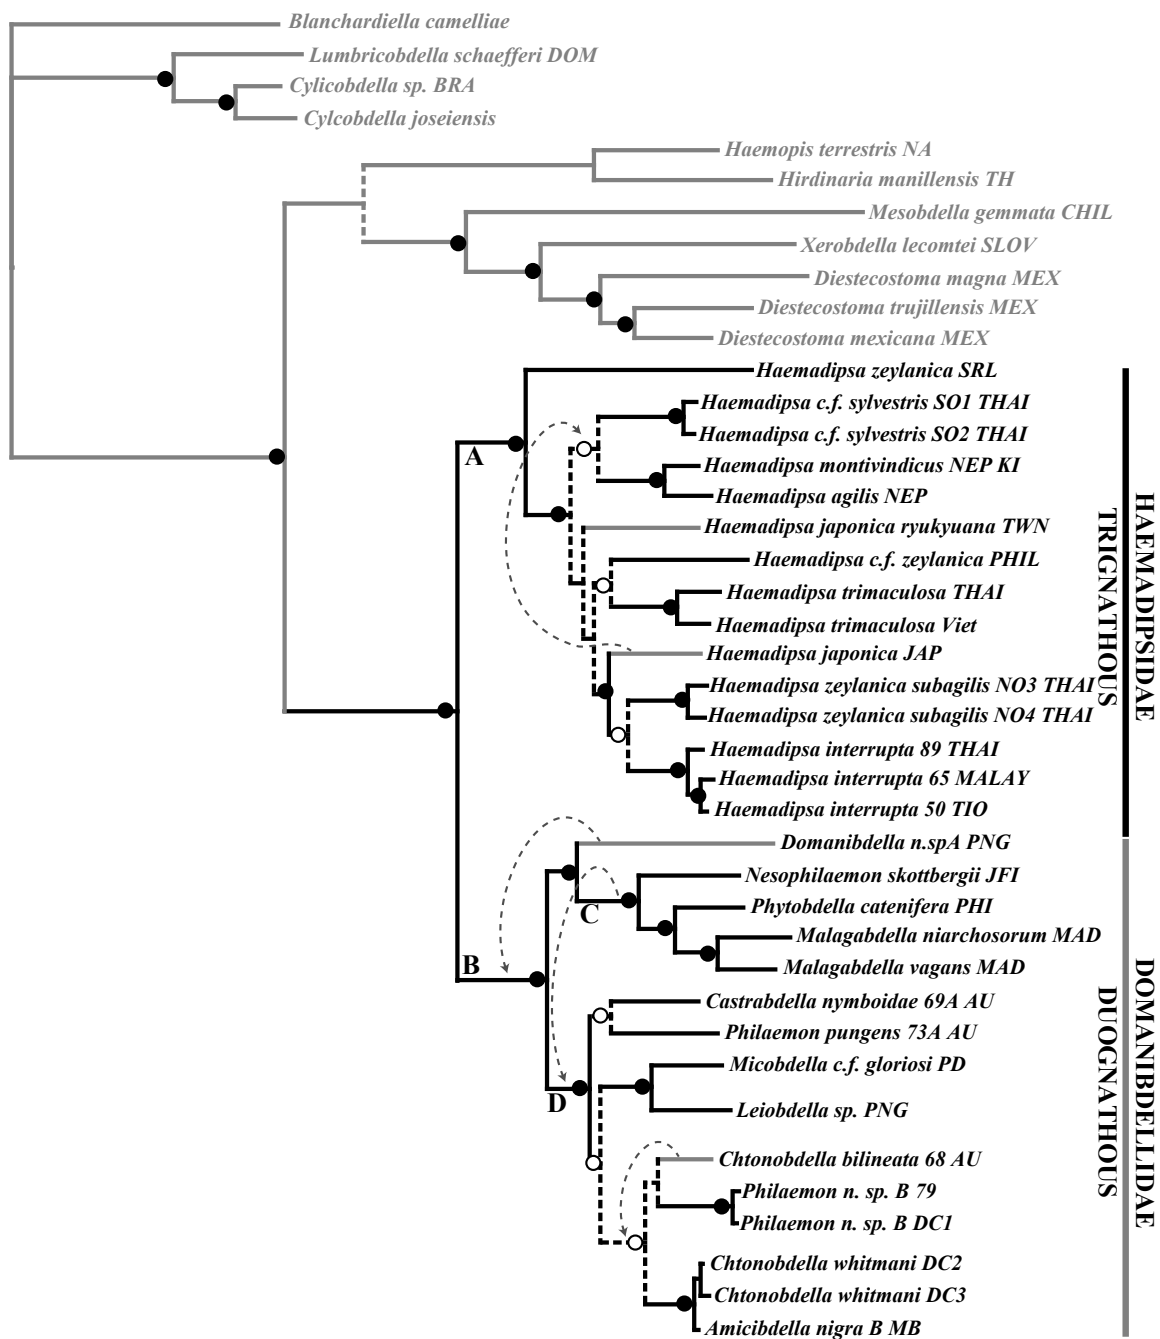 Blanchardiella camelliae
Lumbricobdella schaefferi DOM
Cylicobdella sp. BRA
Cylcobdella joseiensis
Haemopis terrestris NA
Hirdinaria manillensis TH
Mesobdella gemmata CHIL
Xerobdella lecomtei SLOV
Diestecostoma magna MEX
Diestecostoma trujillensis MEX
Diestecostoma mexicana MEX
Haemadipsa zeylanica SRL
Haemadipsa c.f. sylvestris SO1 THAI
Haemadipsa c.f. sylvestris SO2 THAI
A
Haemadipsa montivindicus NEP KI
Haemadipsa agilis NEP
Haemadipsa japonica ryukyuana TWN
Haemadipsa c.f. zeylanica PHIL
Haemadipsa trimaculosa THAI
Haemadipsa trimaculosa Viet
Haemadipsa japonica JAP
Haemadipsa zeylanica subagilis NO3 THAI
Haemadipsa zeylanica subagilis NO4 THAI
Haemadipsa interrupta 89 THAI
Haemadipsa interrupta 65 MALAY
Haemadipsa interrupta 50 TIO
HAEMADIPSIDAE
TRIGNATHOUS
Domanibdella n.spA PNG
Nesophilaemon skottbergii JFI
C
Phytobdella catenifera PHI
Malagabdella niarchosorum MAD
B
Malagabdella vagans MAD
Castrabdella nymboidae 69A AU
Philaemon pungens 73A AU
Micobdella c.f. gloriosi PD
D
Leiobdella sp. PNG
Chtonobdella bilineata 68 AU
Philaemon n. sp. B 79
Philaemon n. sp. B DC1
Chtonobdella whitmani DC2
Chtonobdella whitmani DC3
Amicibdella nigra B MB
DOMANIBDELLIDAE
DUOGNATHOUS